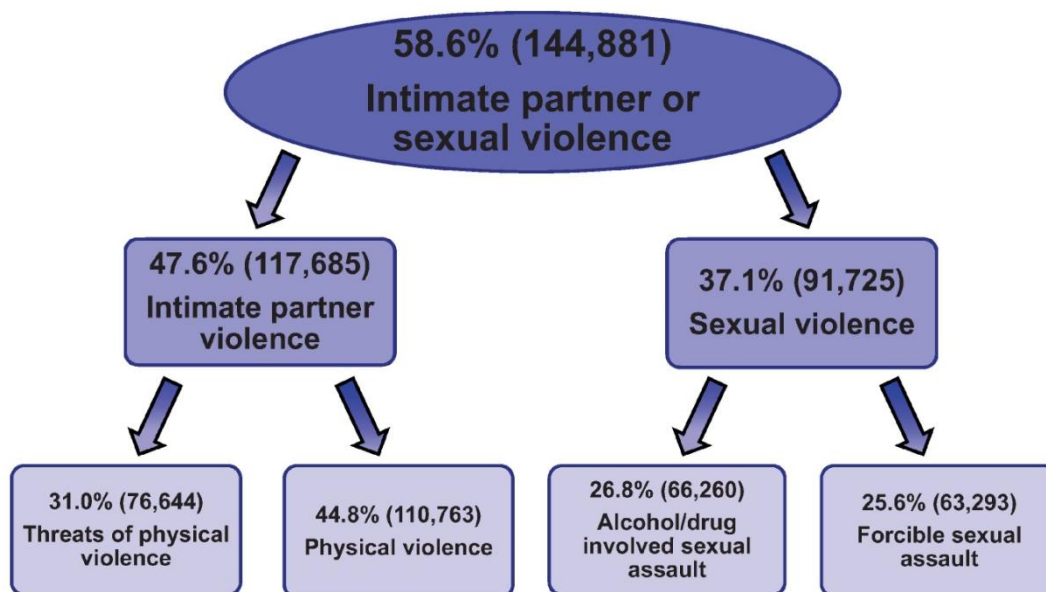 58.6% (144,881)
Intimate partner or
sexual violence
47.6% (117,685)
Intimate partner
violence
37.1% (91,725)
Sexual violence
31.0% (76,644)
Threats of physical
violence
44.8% (110,763)
Physical violence
26.8% (66,260)
Alcohol/drug
involved sexual
assault
25.6% (63,293)
Forcible sexual
assault